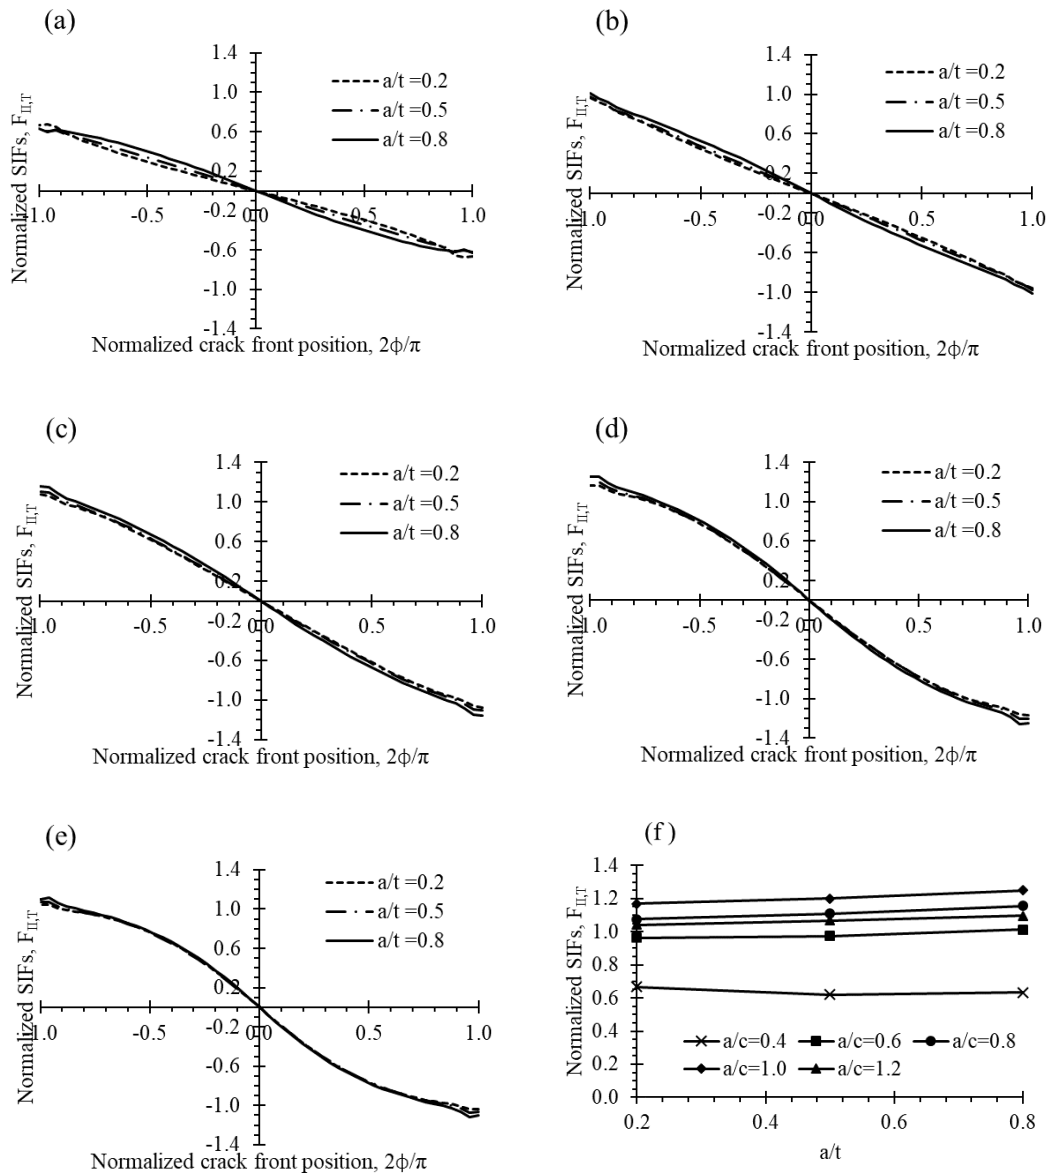 (a)
Normalized SIFs, F_II,T
1.4
1.0
0.6
0.2
-0.2
-0.6
-1.0
-1.4
-1.0
-0.5
0.0
0.5
1.0
a/t =0.2
a/t =0.5
a/t =0.8
Normalized crack front position, 2ϕ/π
(b)
Normalized SIFs, F_II,T
1.4
1.0
0.6
0.2
-0.2
-0.6
-1.0
-1.4
-1.0
-0.5
0.0
0.5
1.0
a/t =0.2
a/t =0.5
a/t =0.8
Normalized crack front position, 2ϕ/π
(c)
Normalized SIFs, F_II,T
1.4
1.0
0.6
0.2
-0.2
-0.6
-1.0
-1.4
-1.0
-0.5
0.0
0.5
1.0
a/t =0.2
a/t =0.5
a/t =0.8
Normalized crack front position, 2ϕ/π
(d)
Normalized SIFs, F_II,T
1.4
1.0
0.6
0.2
-0.2
-0.6
-1.0
-1.4
-1.0
-0.5
0.0
0.5
1.0
a/t =0.2
a/t =0.5
a/t =0.8
Normalized crack front position, 2ϕ/π
(e)
Normalized SIFs, F_II,T
1.4
1.0
0.6
0.2
-0.2
-0.6
-1.0
-1.4
-1.0
-0.5
0.0
0.5
1.0
a/t =0.2
a/t =0.5
a/t =0.8
Normalized crack front position, 2ϕ/π
(f )
Normalized SIFs, F_II,T
1.4
1.2
1.0
0.8
0.6
0.4
0.2
0.0
a/c=0.4 a/c=0.6 a/c=0.8
a/c=1.0 a/c=1.2
0.2 0.4 0.6 0.8
a/t